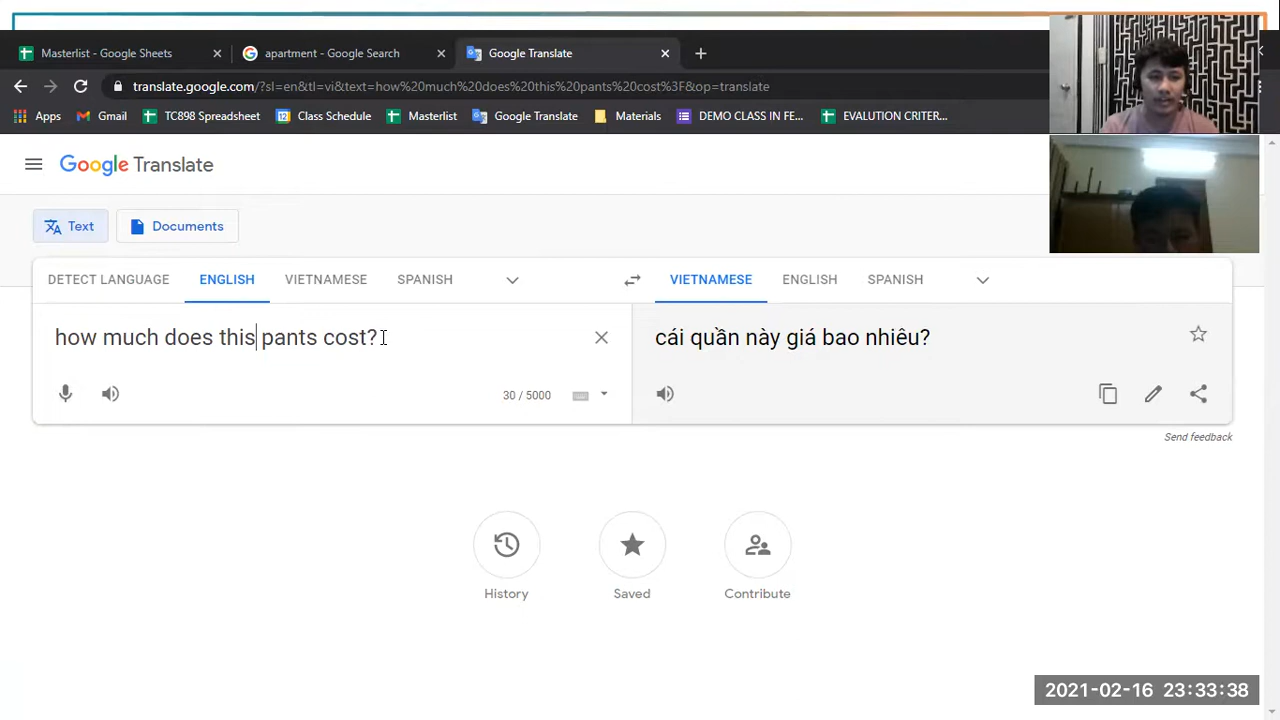 Masterlist - Google Sheets
apartment - Google Search
Google Translate
translate.google.com/?sl=en&tl=vi&text=how%20much%20does%20this%20pants%20cost%3F&op=translate
Apps Gmail TC898 Spreadsheet Class Schedule Masterlist Google Translate Materials DEMO CLASS IN FE... EVALUTION CRITER...
Google Translate
Text Documents
DETECT LANGUAGE ENGLISH VIETNAMESE SPANISH
VIETNAMESE ENGLISH SPANISH
how much does this pants cost?
cái quần này giá bao nhiêu?
30 / 5000
Send feedback
History Saved Contribute
2021-02-16 23:33:38